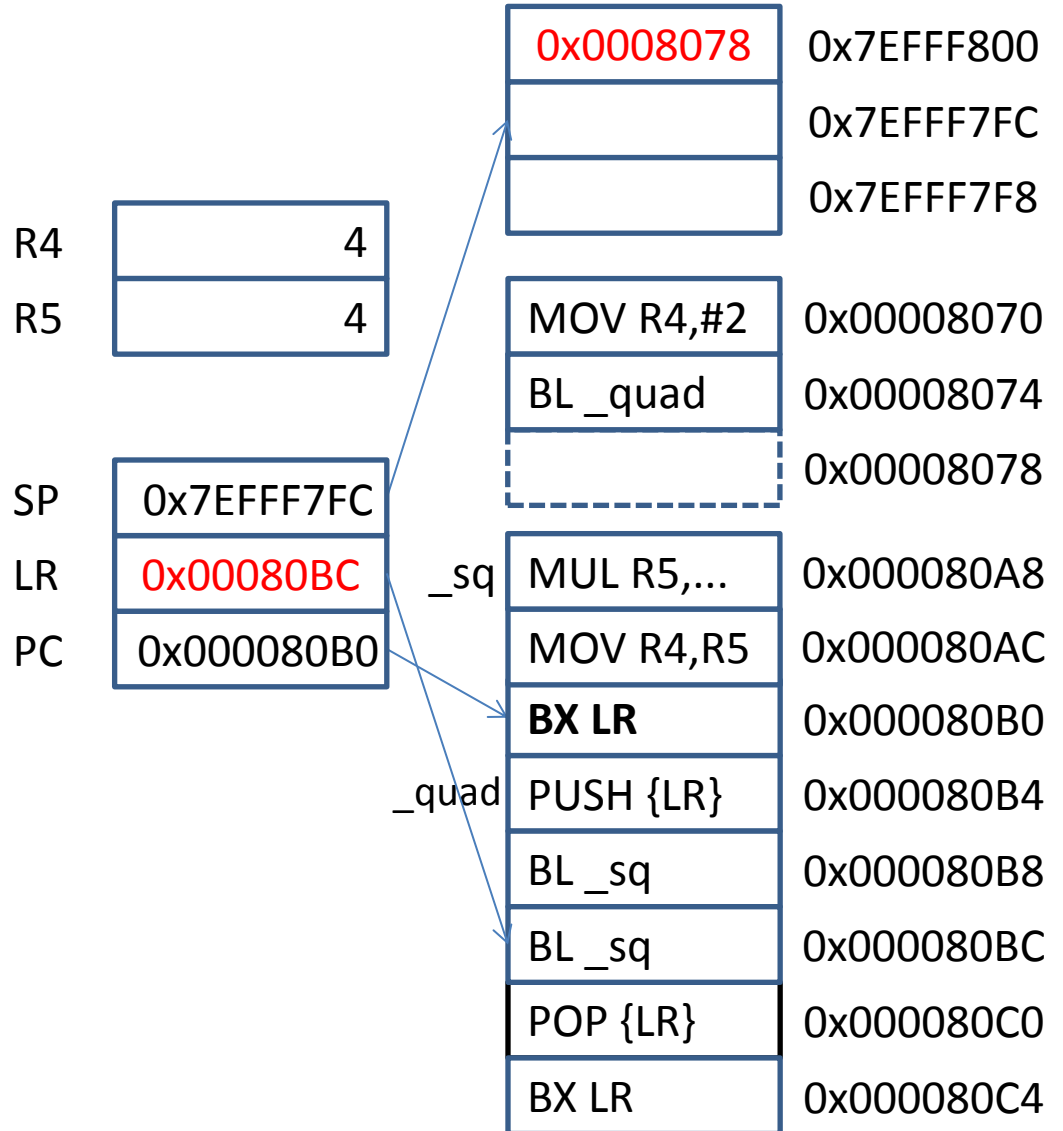 0x0008078 0x7EFFF800
0x7EFFF7FC
0x7EFFF7F8
R4 4
R5 4
MOV R4,#2 0x00008070
BL _quad 0x00008074
0x00008078
SP 0x7EFFF7FC
LR 0x00080BC
PC 0x000080B0
_sq MUL R5,... 0x000080A8
MOV R4,R5 0x000080AC
BX LR 0x000080B0
_quad PUSH {LR} 0x000080B4
BL _sq 0x000080B8
BL _sq 0x000080BC
POP {LR} 0x000080C0
BX LR 0x000080C4